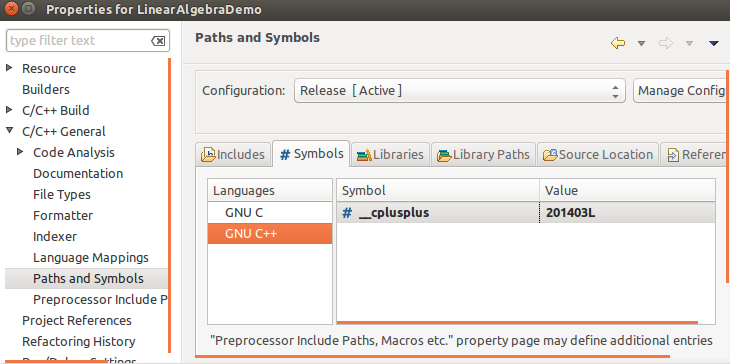 Properties for LinearAlgebraDemo
type filter text
Resource
Builders
C/C++ Build
C/C++ General
Code Analysis
Documentation
File Types
Formatter
Indexer
Language Mappings
Paths and Symbols
Preprocessor Include P
Project References
Refactoring History
Run/Debug Settings
Paths and Symbols
Configuration: Release [ Active ] Manage Config
Includes # Symbols Libraries Library Paths Source Location Referen
Languages Symbol Value
GNU C # __cplusplus 201403L
GNU C++
"Preprocessor Include Paths, Macros etc." property page may define additional entries